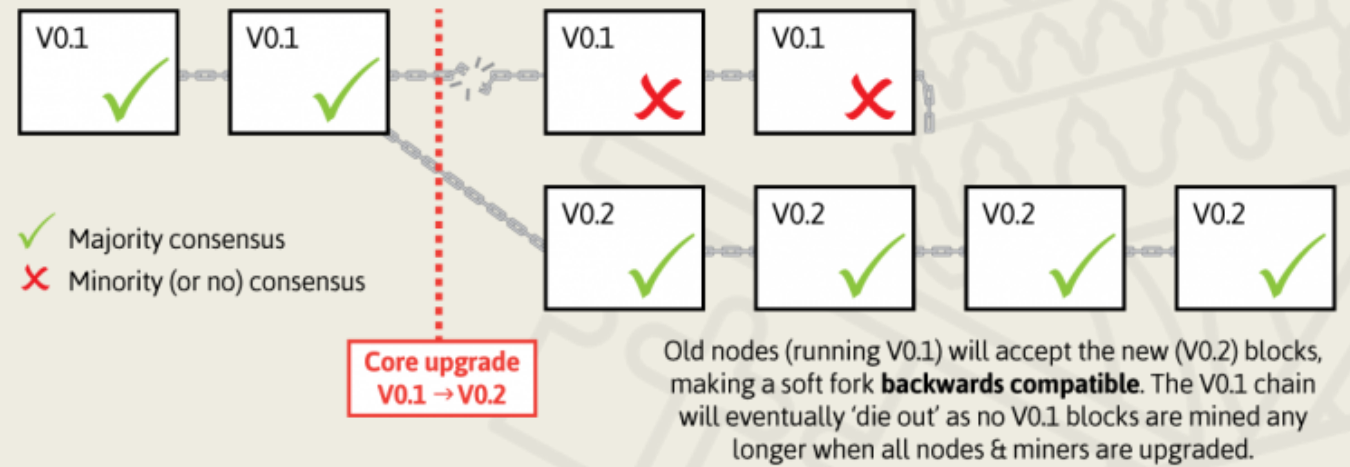 V0.1
V0.1
V0.1
V0.1
V0.2
V0.2
V0.2
V0.2
Majority consensus
Minority (or no) consensus
Core upgrade
V0.1 → V0.2
Old nodes (running V0.1) will accept the new (V0.2) blocks,
making a soft fork backwards compatible. The V0.1 chain
will eventually ‘die out’ as no V0.1 blocks are mined any
longer when all nodes & miners are upgraded.